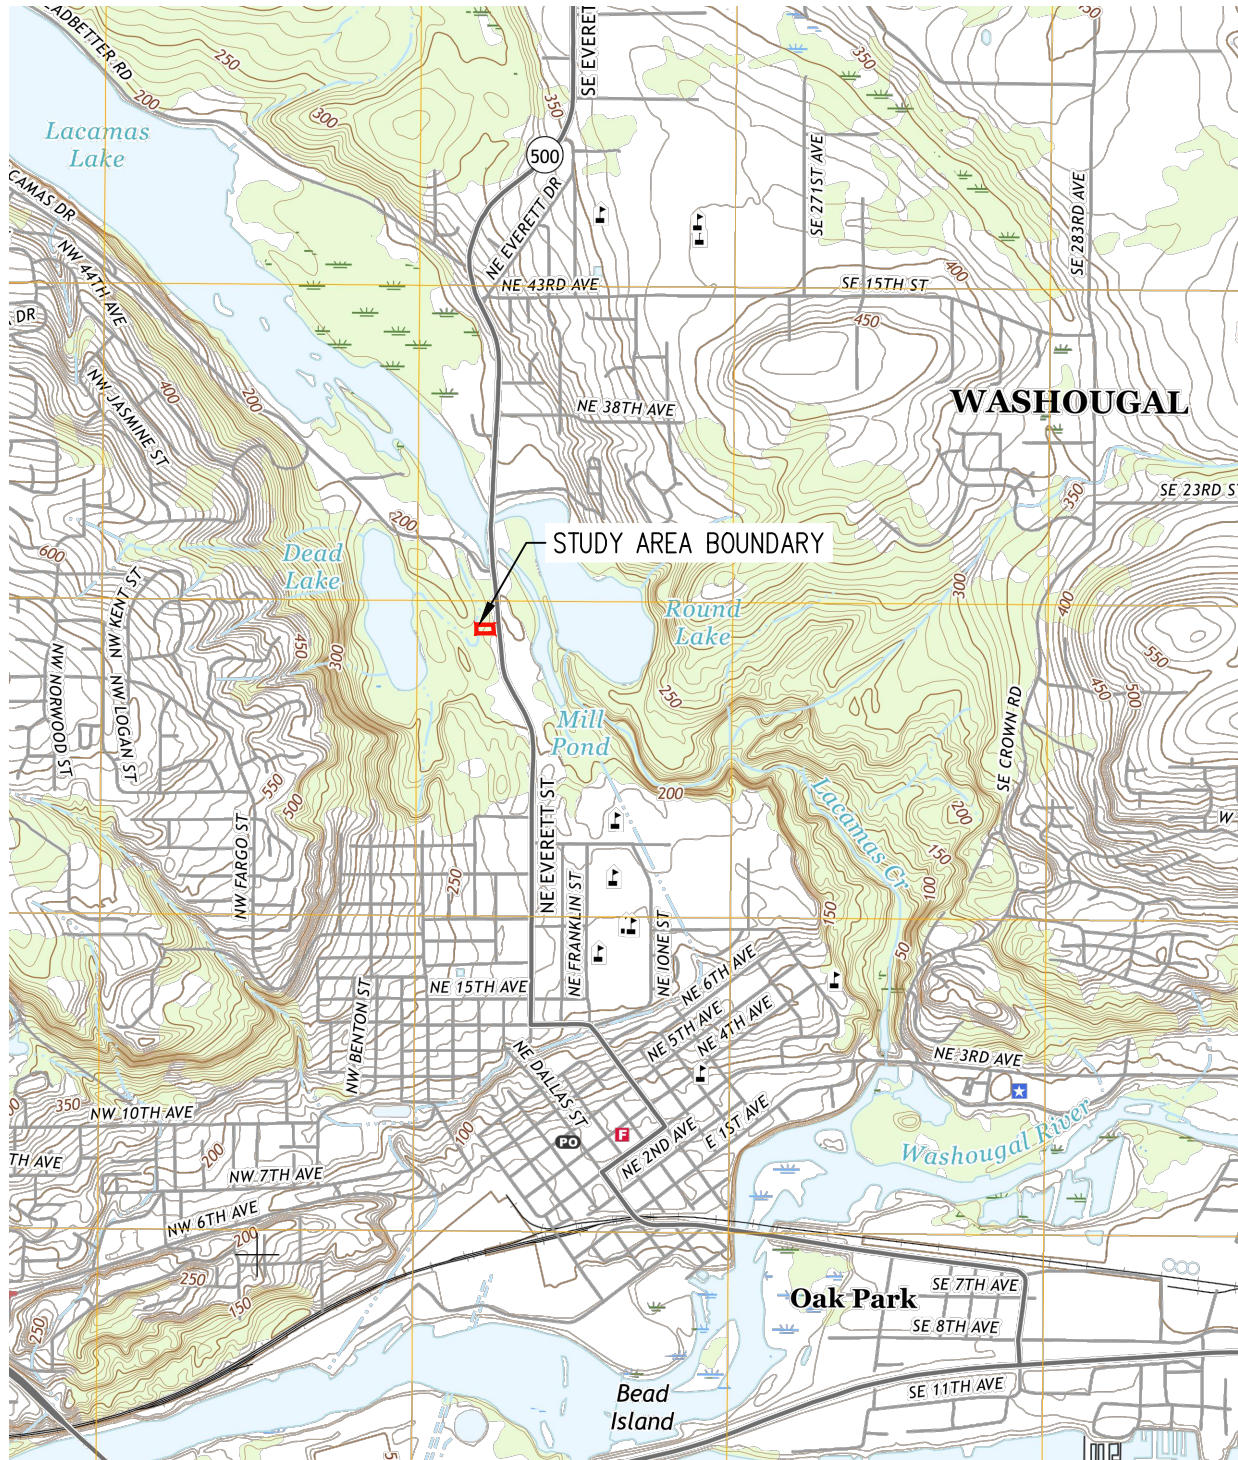 ADBETTER RD
SE EVERET
250
350
50
200
300
350
Lacamas
Lake
500
SE 271ST AVE
SE 283RD AVE
CAMAS DR
NW 44TH AVE
NE EVERETT DR
NE 43RD AVE
SE 15TH ST
400
450
DR
NW JASMINE ST
400
200
NE 38TH AVE
WASHOUGAL
SE 23RD ST
350
200
STUDY AREA BOUNDARY
600
Dead
Lake
NW KENT ST
300
400
Round
Lake
450
300
550
NW NORWOOD ST
NW LOGAN ST
250
SE CROWN RD
450
500
Mill
Pond
550
500
200
Lacamas Cr
200
W
NW FARGO ST
NE EVERETT ST
150
250
NE FRANKLIN ST
100
150
NE IONE ST
50
NE 15TH AVE
NE 6TH AVE
NW BENTON ST
NE 5TH AVE
NE 4TH AVE
NE 3RD AVE
NE DALLAS ST
350
NW 10TH AVE
100
E 1ST AVE
PO
F
NE 2ND AVE
Washougal River
200
TH AVE
NW 7TH AVE
NW 6TH AVE
200
250
150
SE 7TH AVE
Oak Park
250
SE 8TH AVE
SE 11TH AVE
Bead
Island
5